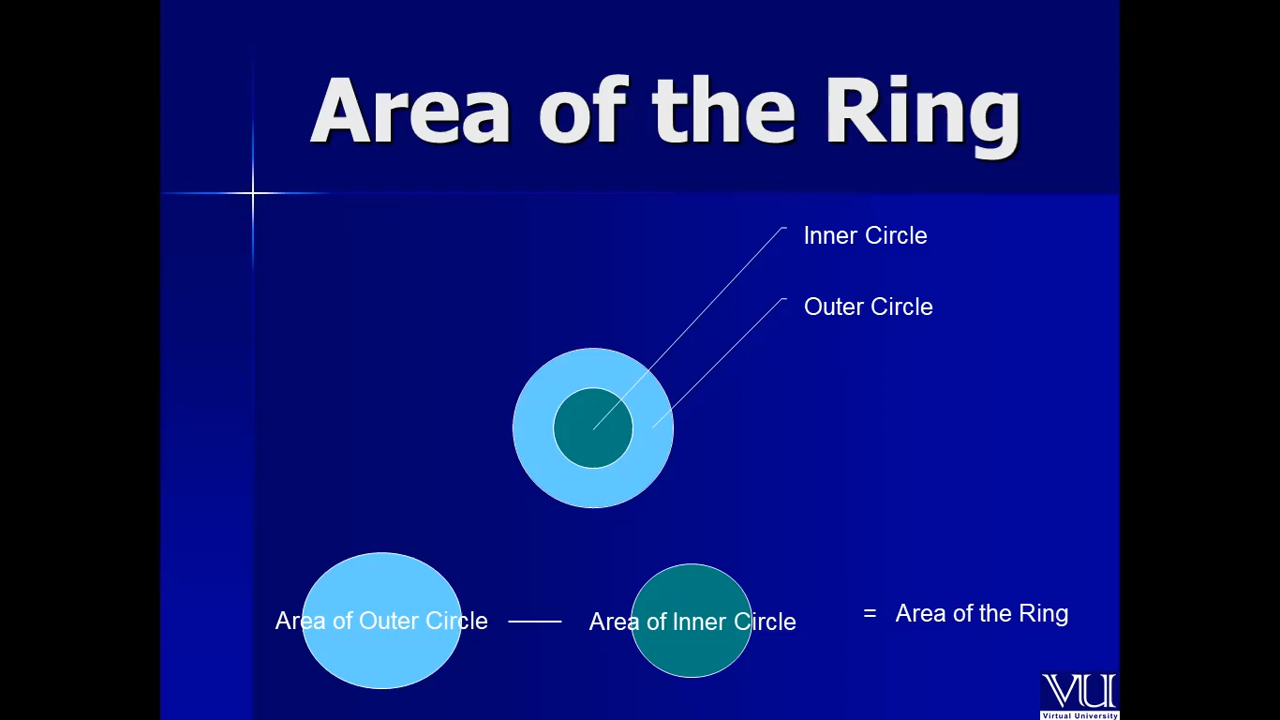 Area of the Ring
Inner Circle
Outer Circle
Area of Outer Circle
Area of Inner Circle
= Area of the Ring
VU
Virtual University